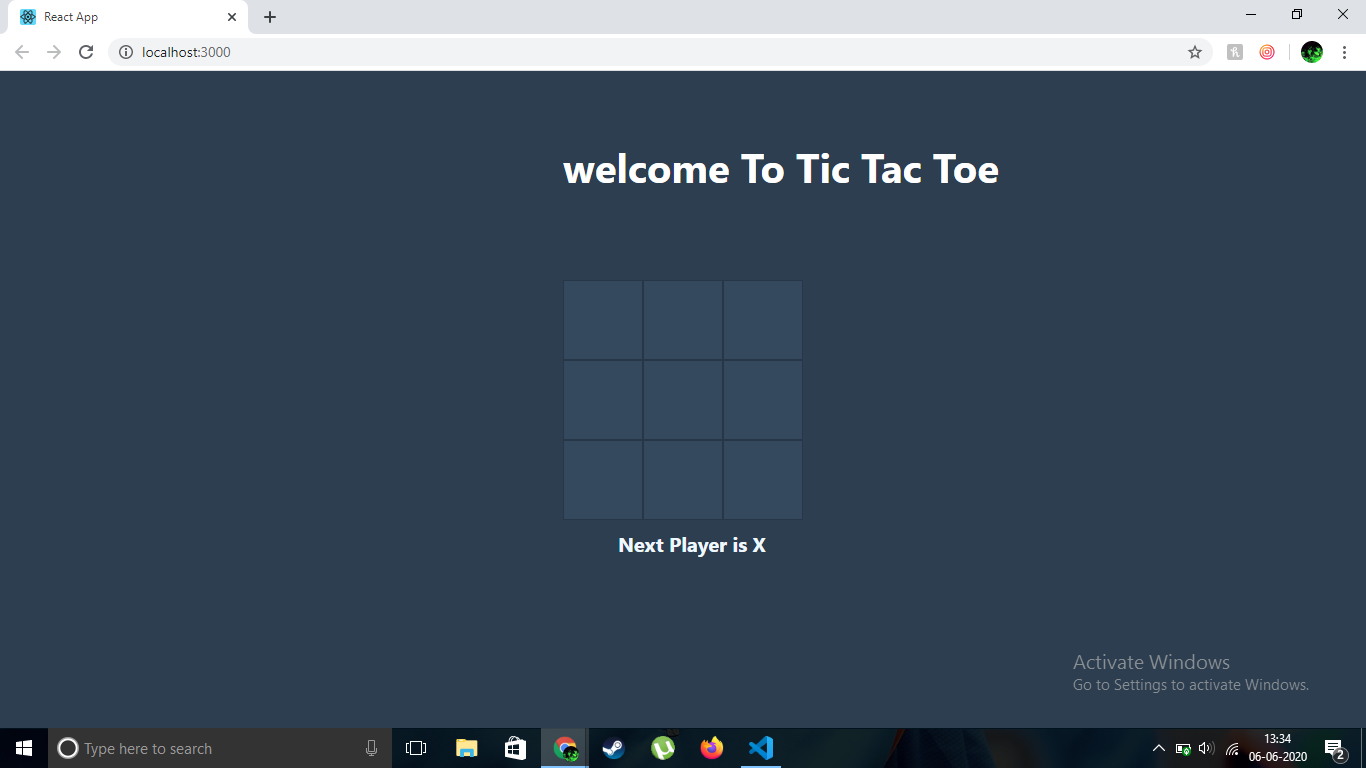 React App
localhost:3000
welcome To Tic Tac Toe
Next Player is X
Activate Windows
Go to Settings to activate Windows.
Type here to search
13:34
06-06-2020
2